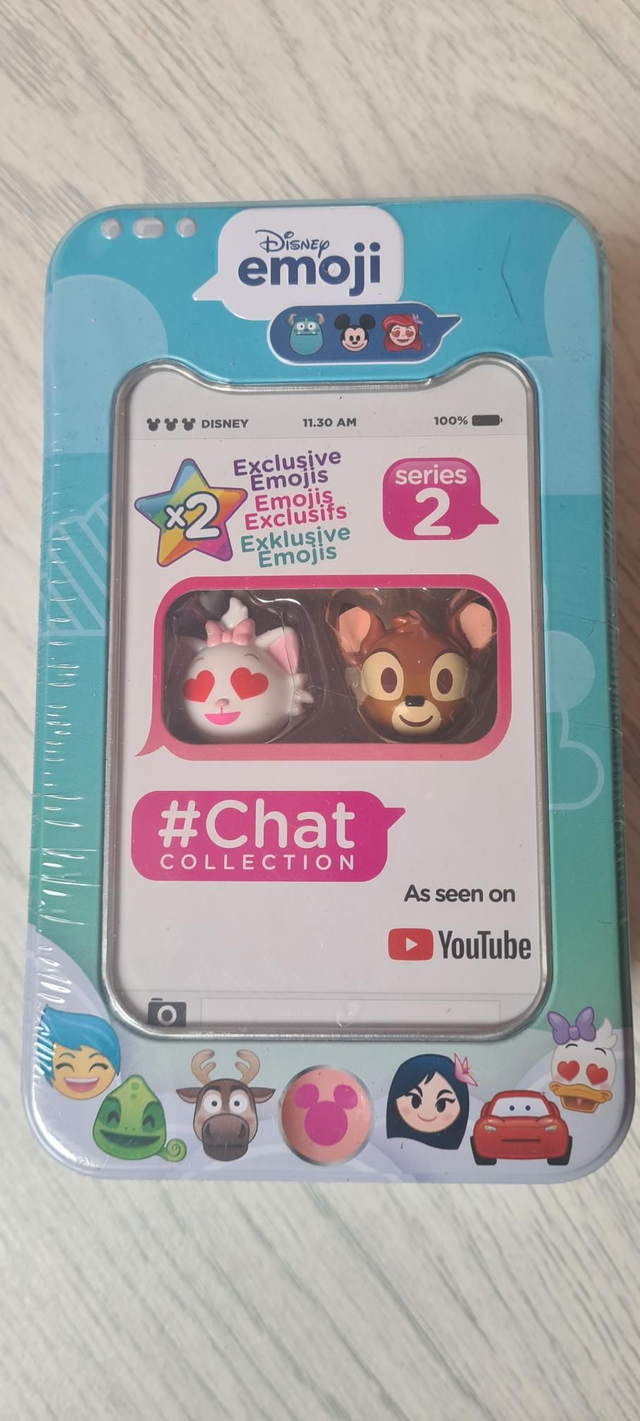 Disney
emoji
DISNEY
11.30 AM
100%
x2
Exclusive
Emojis
Emojis
Exclusifs
Exklusive
Emojis
series
2
#Chat
COLLECTION
As seen on
YouTube